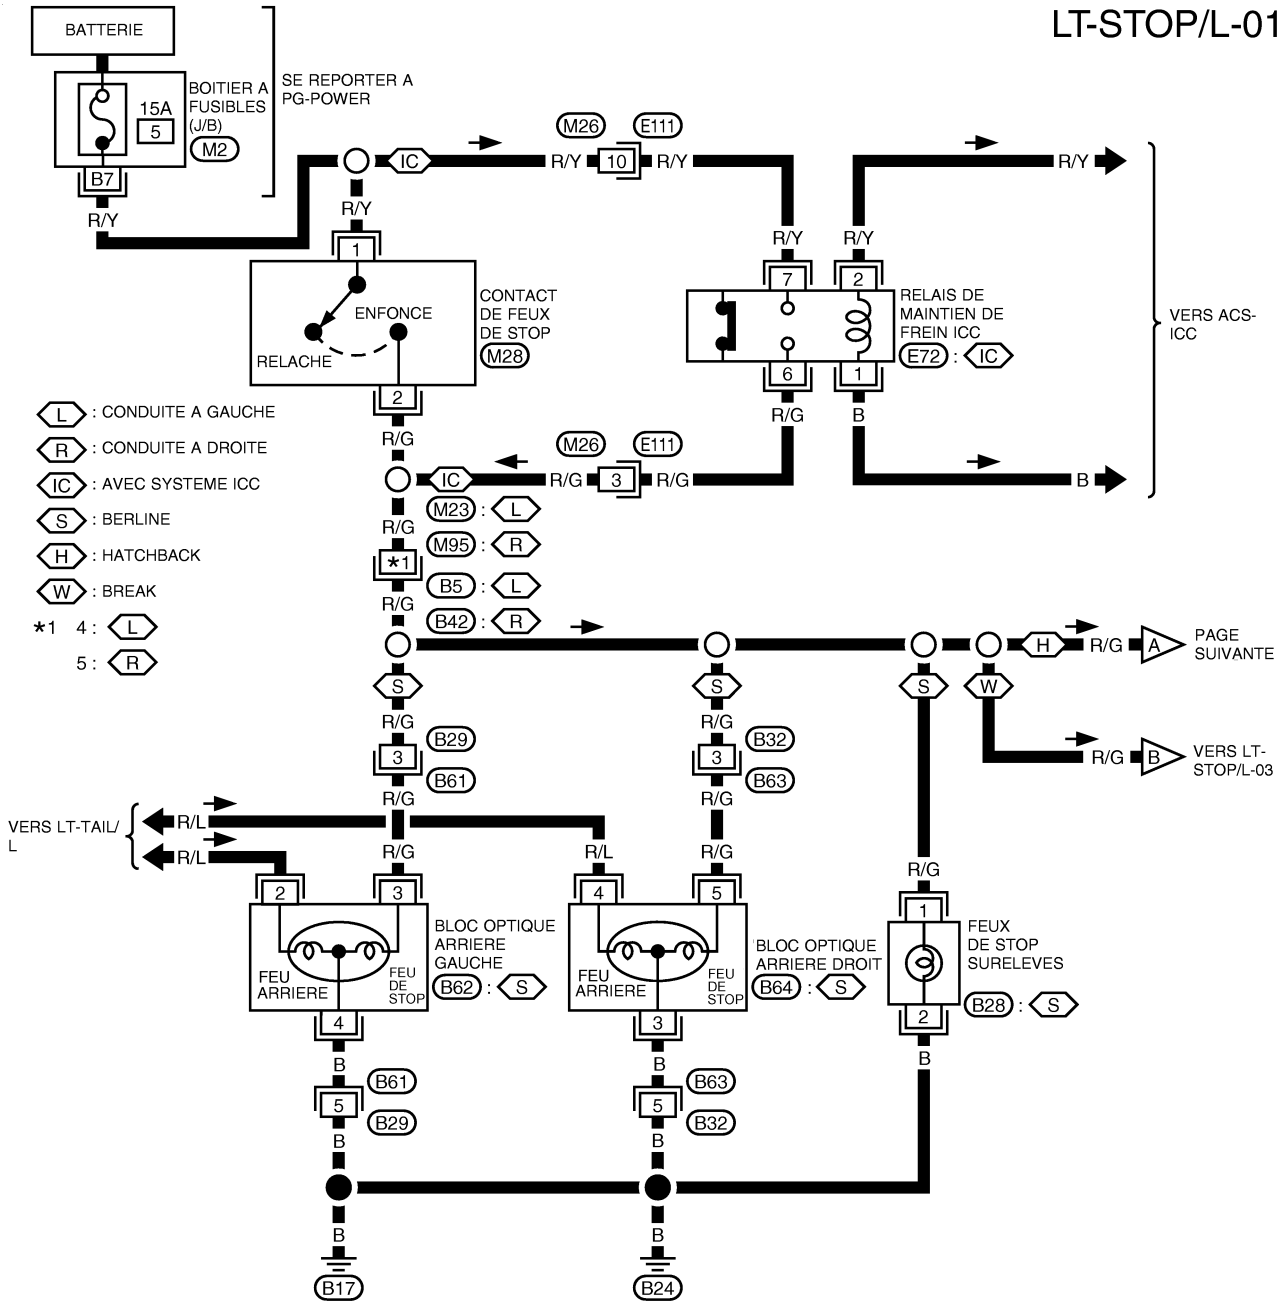 LT-STOP/L-01
BATTERIE
15A
5
BOITIER A
FUSIBLES
(J/B)
M2
SE REPORTER A
PG-POWER
B7
R/Y
IC
R/Y
M26
10
E111
R/Y
R/Y
R/Y
1
R/Y
R/Y
7
2
ENFONCE
RELACHE
CONTACT
DE FEUX
DE STOP
M28
RELAIS DE
MAINTIEN DE
FREIN ICC
E72 : IC
VERS ACS-
ICC
2
R/G
6
1
R/G
B
IC
R/G
M26
3
E111
R/G
B
L : CONDUITE A GAUCHE
R : CONDUITE A DROITE
IC : AVEC SYSTEME ICC
S : BERLINE
H : HATCHBACK
W : BREAK
*1 4 : L
5 : R
R/G
*1
R/G
M23 : L
M95 : R
B5 : L
B42 : R
H
R/G
A
PAGE
SUIVANTE
S
S
S
W
R/G
B
VERS LT-
STOP/L-03
R/G
3
B29
B61
R/G
R/G
3
B32
B63
R/G
VERS LT-TAIL/
L
R/L
R/L
R/G
R/L
R/G
R/G
2
3
4
5
1
FEU
ARRIERE
FEU
DE
STOP
BLOC OPTIQUE
ARRIERE
GAUCHE
B62 : S
FEU
ARRIERE
FEU
DE
STOP
BLOC OPTIQUE
ARRIERE DROIT
B64 : S
FEUX
DE STOP
SURELEVES
B28 : S
4
3
2
B
B
B
5
B61
B29
5
B63
B32
B
B
B
B
B17
B24